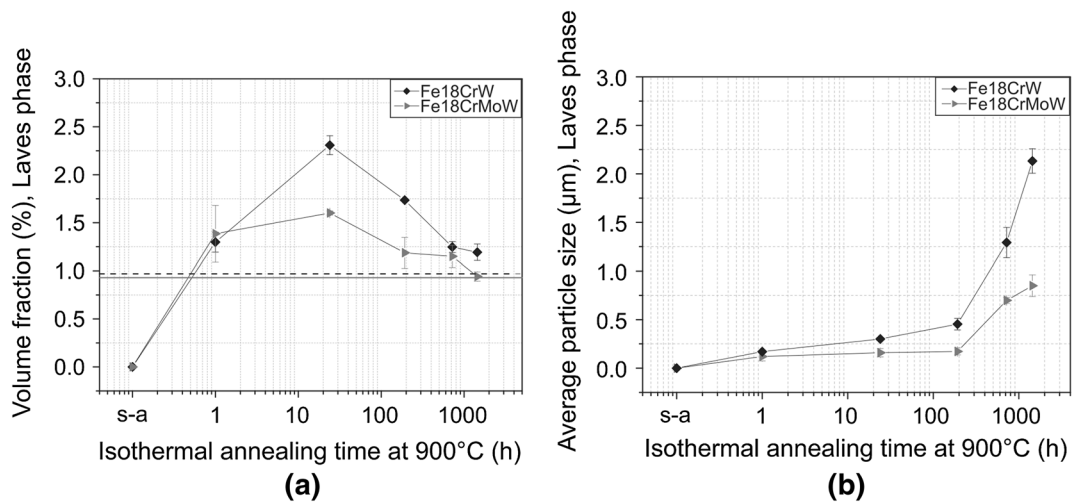 Volume fraction (%), Laves phase
3.0
2.5
2.0
1.5
1.0
0.5
0.0
Fe18CrW
Fe18CrMoW
s-a 1 10 100 1000
Isothermal annealing time at 900°C (h)
(a)
Average particle size (μm), Laves phase
3.0
2.5
2.0
1.5
1.0
0.5
0.0
Fe18CrW
Fe18CrMoW
s-a 1 10 100 1000
Isothermal annealing time at 900°C (h)
(b)